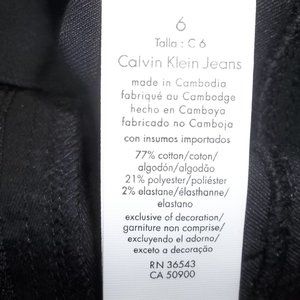 6
Talla : C 6
Calvin Klein Jeans
made in Cambodia
fabriqué au Cambodge
hecho en Camboya
fabricado no Camboja
con insumos importados
77% cotton/coton/
algodón/algodão
21% polyester/poliéster
2% elastane/élasthanne/
elastano
exclusive of decoration/
garniture non comprise/
excluyendo el adorno/
exceto a decoração
RN 36543
CA 50900